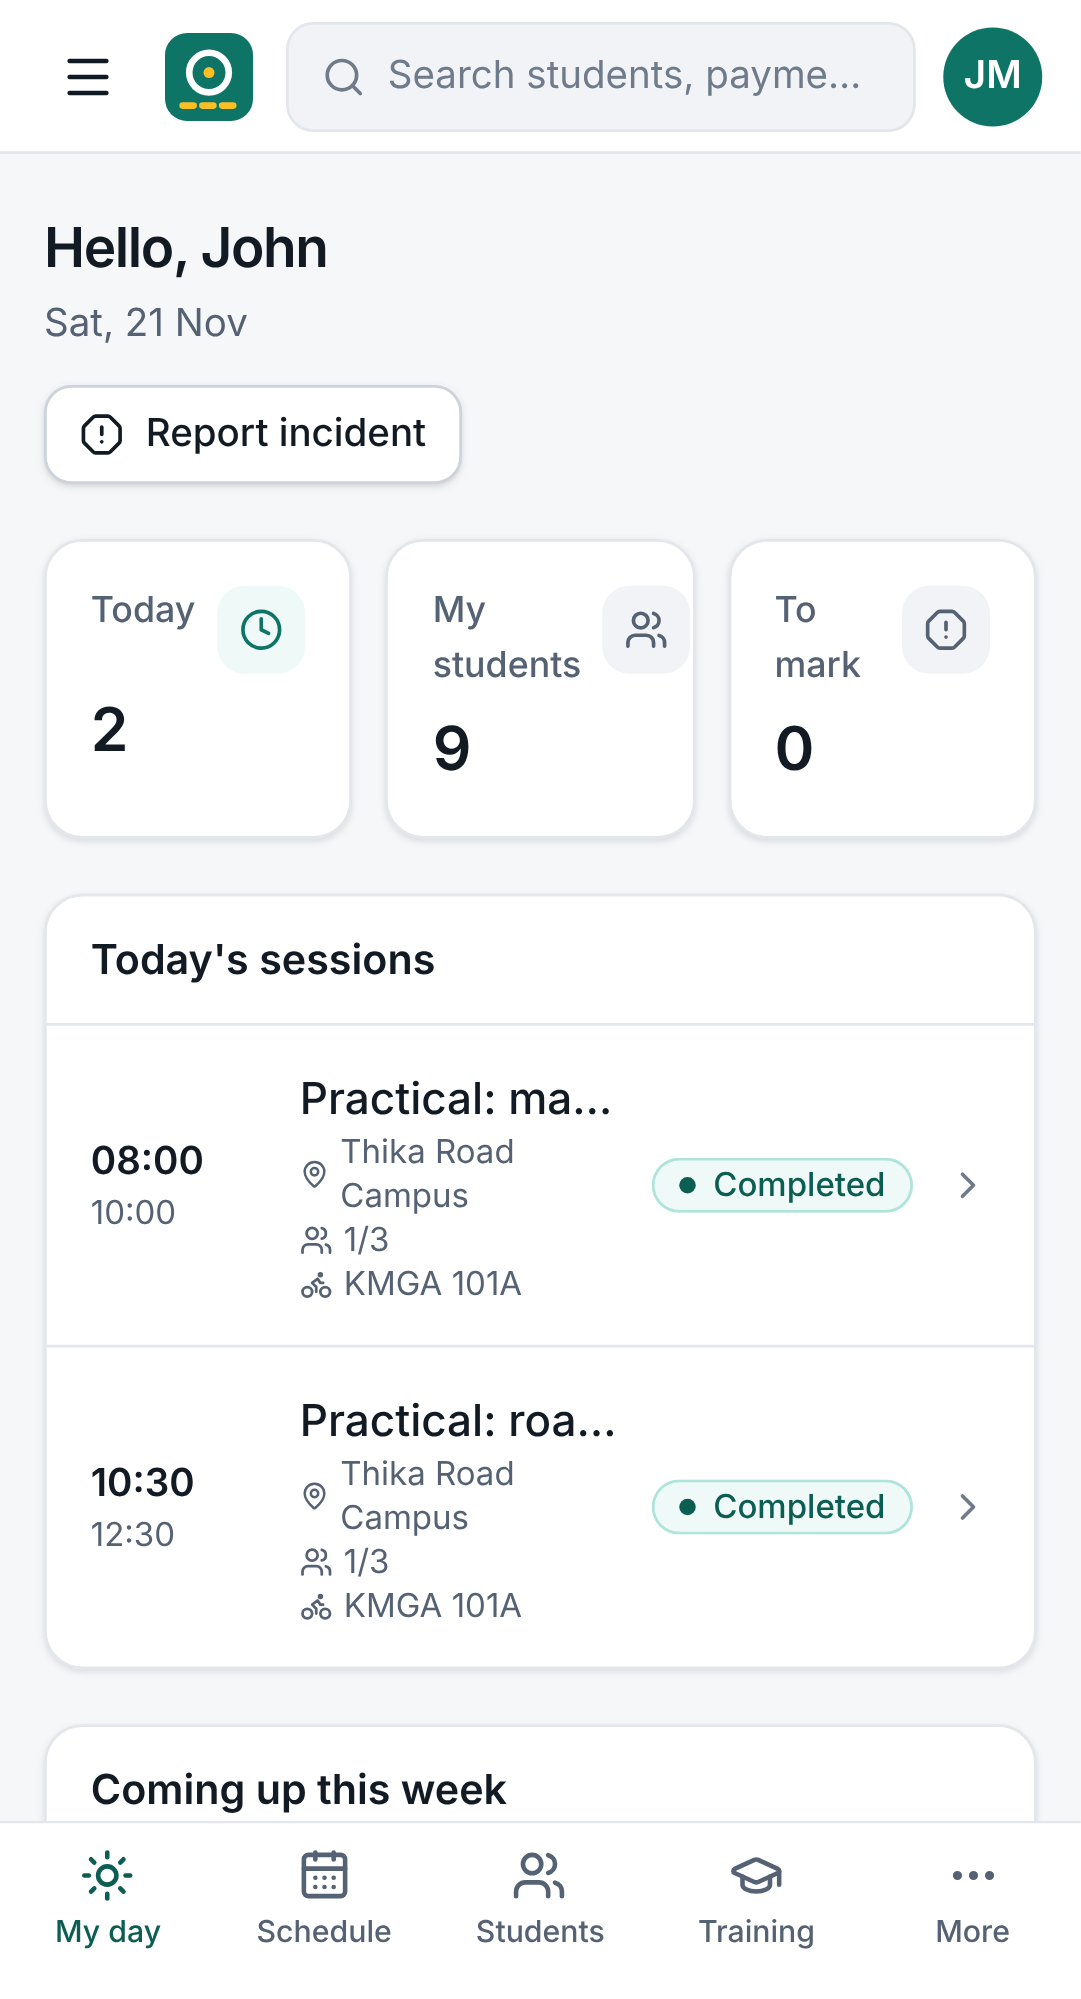 Search students, payme...
JM
Hello, John
Sat, 21 Nov
Report incident
Today
2
My
students
9
To
mark
0
Today's sessions
08:00
10:00
Practical: ma...
Thika Road
Campus
1/3
KMGA 101A
Completed
10:30
12:30
Practical: roa...
Thika Road
Campus
1/3
KMGA 101A
Completed
Coming up this week
My day
Schedule
Students
Training
More